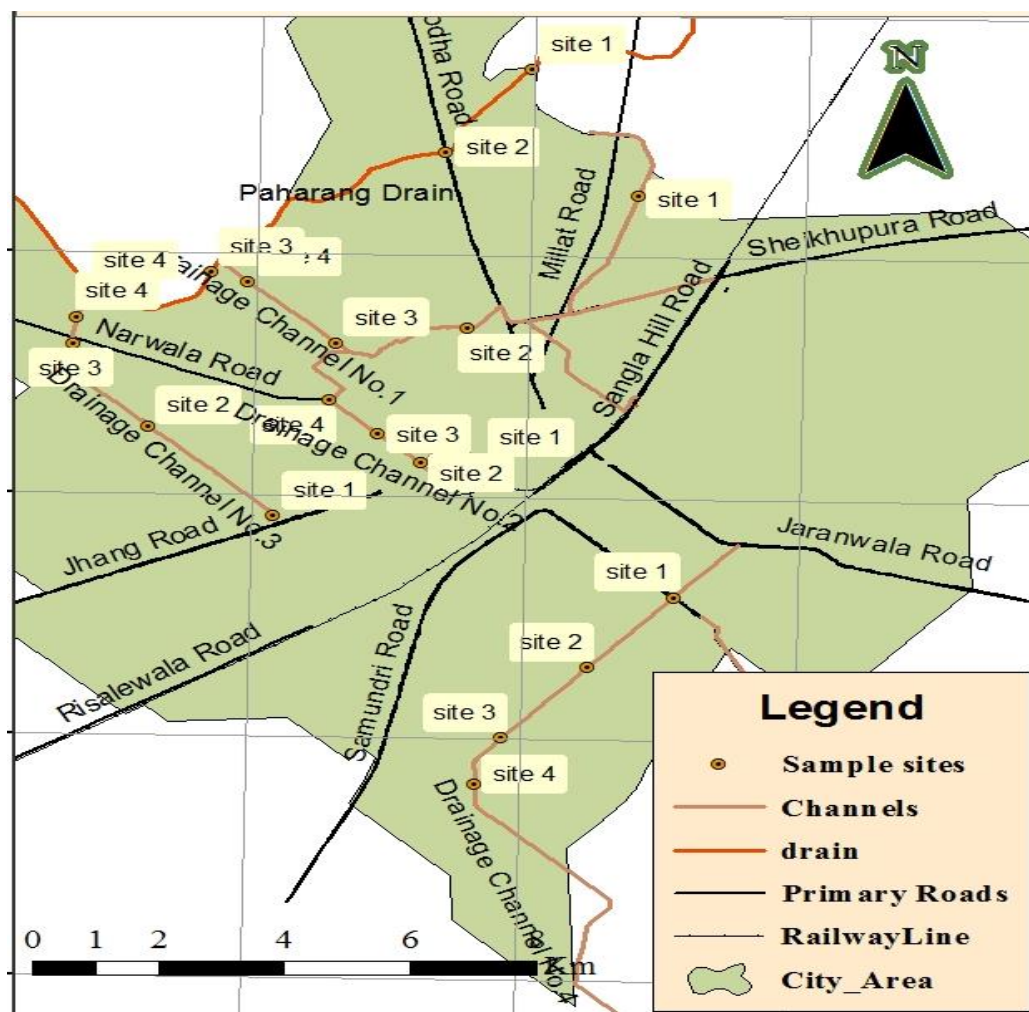 site 1
N
odha Road
site 2
site 1
Paharang Drain
Millat Road
Sheikhupura Road
site 3
site 4
e 4
ainage Channel No.1
site 4
Sangla Hill Road
site 3
site 2
Narwala Road
site 3
site 2
site 4
Drainage Channel No.2
site 3
site 1
site 2
Drainage Channel No.3
site 1
Jhang Road
Jaranwala Road
site 1
site 2
Risalewala Road
Samundri Road
site 3
site 4
Drainage Channel No.4
Legend
Sample sites
Channels
drain
Primary Roads
RailwayLine
City_Area
0 1 2 4 6 8
Km